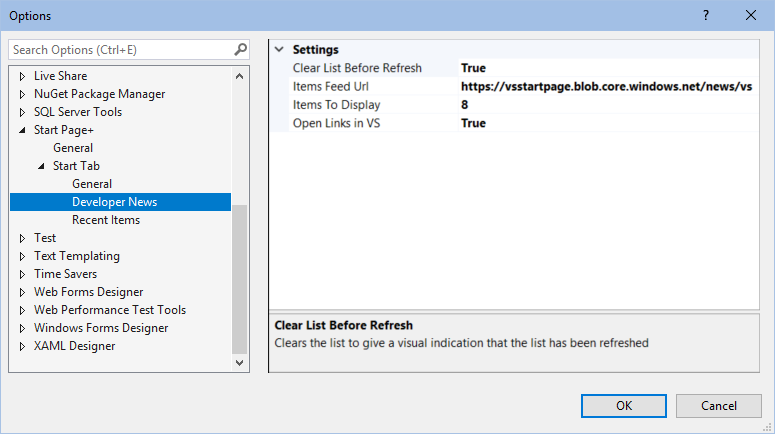 Options
?
Search Options (Ctrl+E)
Live Share
NuGet Package Manager
SQL Server Tools
Start Page+
General
Start Tab
General
Developer News
Recent Items
Test
Text Templating
Time Savers
Web Forms Designer
Web Performance Test Tools
Windows Forms Designer
XAML Designer
Settings
Clear List Before Refresh True
Items Feed Url https://vsstartpage.blob.core.windows.net/news/vs
Items To Display 8
Open Links in VS True
Clear List Before Refresh
Clears the list to give a visual indication that the list has been refreshed
OK Cancel